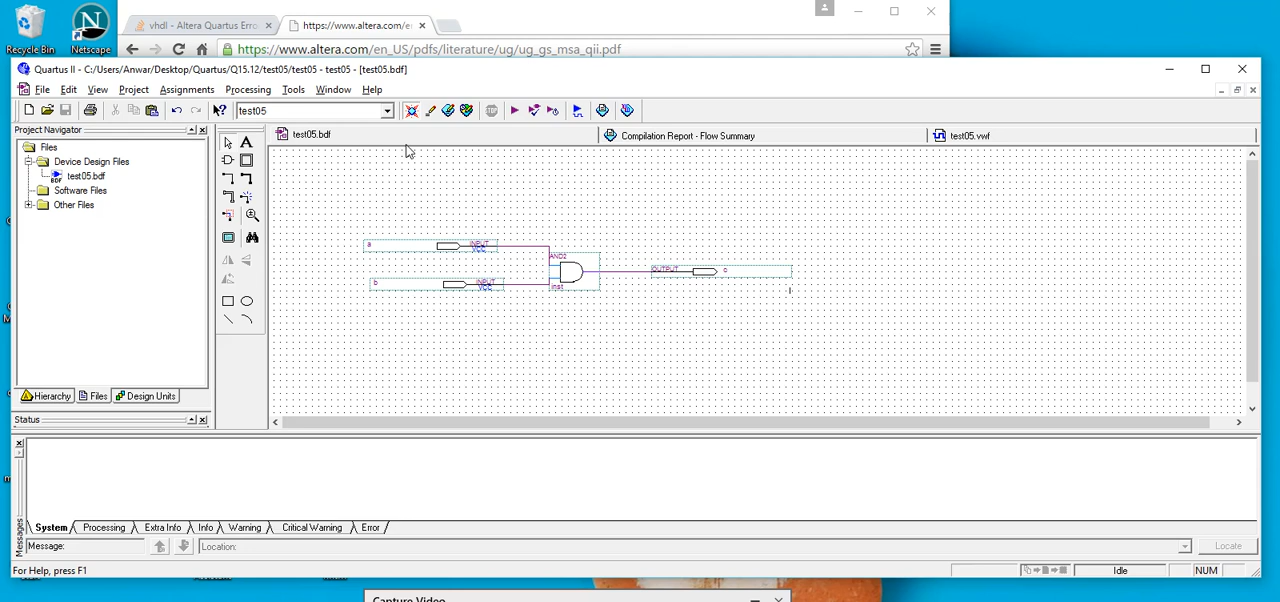 vhdl - Altera Quartus Erro
https://www.altera.com/e
https://www.altera.com/en_US/pdfs/literature/ug/ug_gs_msa_qii.pdf
Recycle Bin
Netscape
Quartus II - C:/Users/Anwar/Desktop/Quartus/Q15.12/test05/test05 - test05 - [test05.bdf]
File Edit View Project Assignments Processing Tools Window Help
test05
Project Navigator
test05.bdf
Compilation Report - Flow Summary
test05.vwf
Files
Device Design Files
test05.bdf
Software Files
Other Files
a
INPUT
VCC
AND2
OUTPUT
c
b
INPUT
VCC
inst
Hierarchy
Files
Design Units
Status
System
Processing
Extra Info
Info
Warning
Critical Warning
Error
Messages
Message:
Location:
Locate
For Help, press F1
Idle
NUM
Capture Video